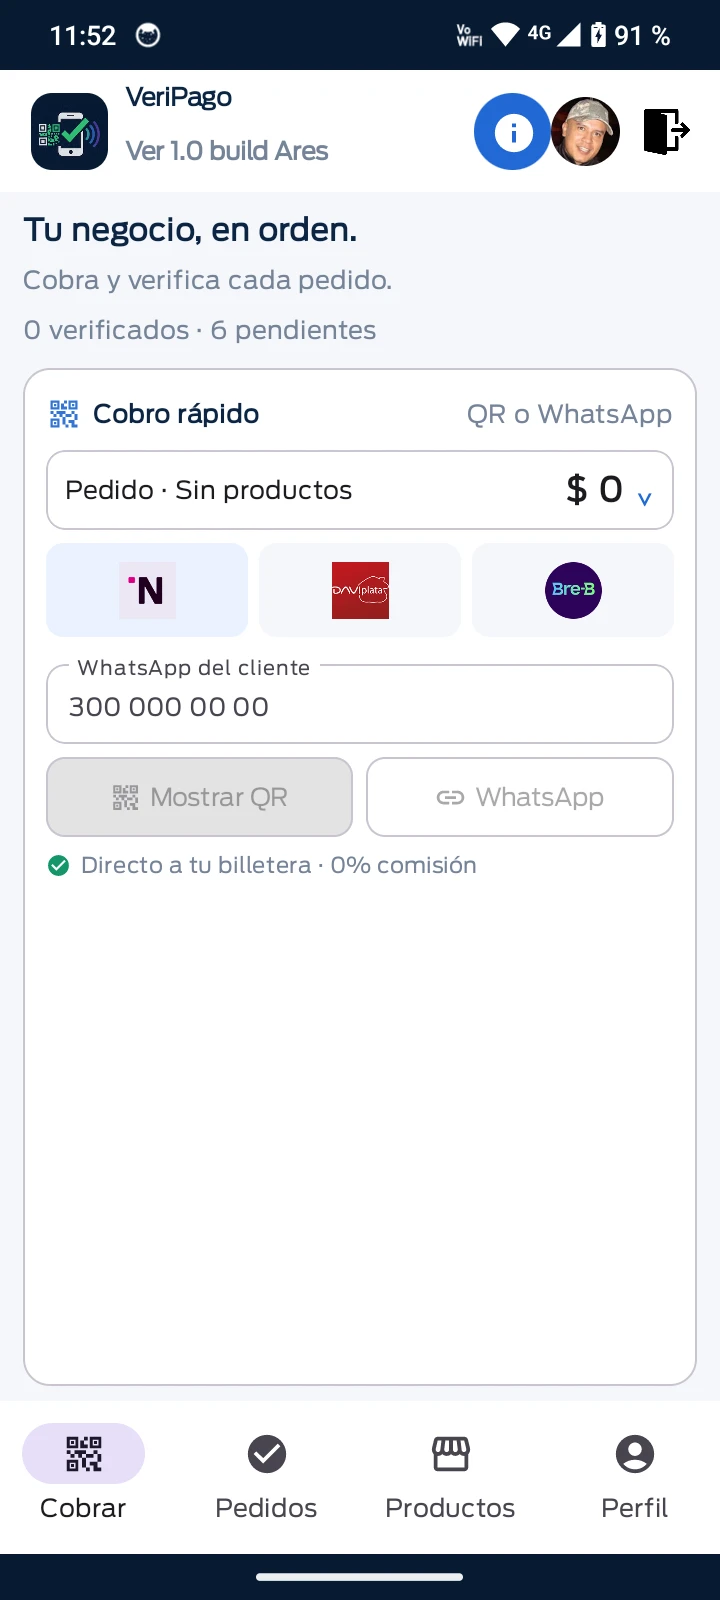 11:52
Vo WIFI 4G 91 %
VeriPago
Ver 1.0 build Ares
Tu negocio, en orden.
Cobra y verifica cada pedido.
0 verificados · 6 pendientes
Cobro rápido QR o WhatsApp
Pedido · Sin productos $ 0
N DAVIplata Bre-B
WhatsApp del cliente
300 000 00 00
Mostrar QR WhatsApp
Directo a tu billetera · 0% comisión
Cobrar Pedidos Productos Perfil